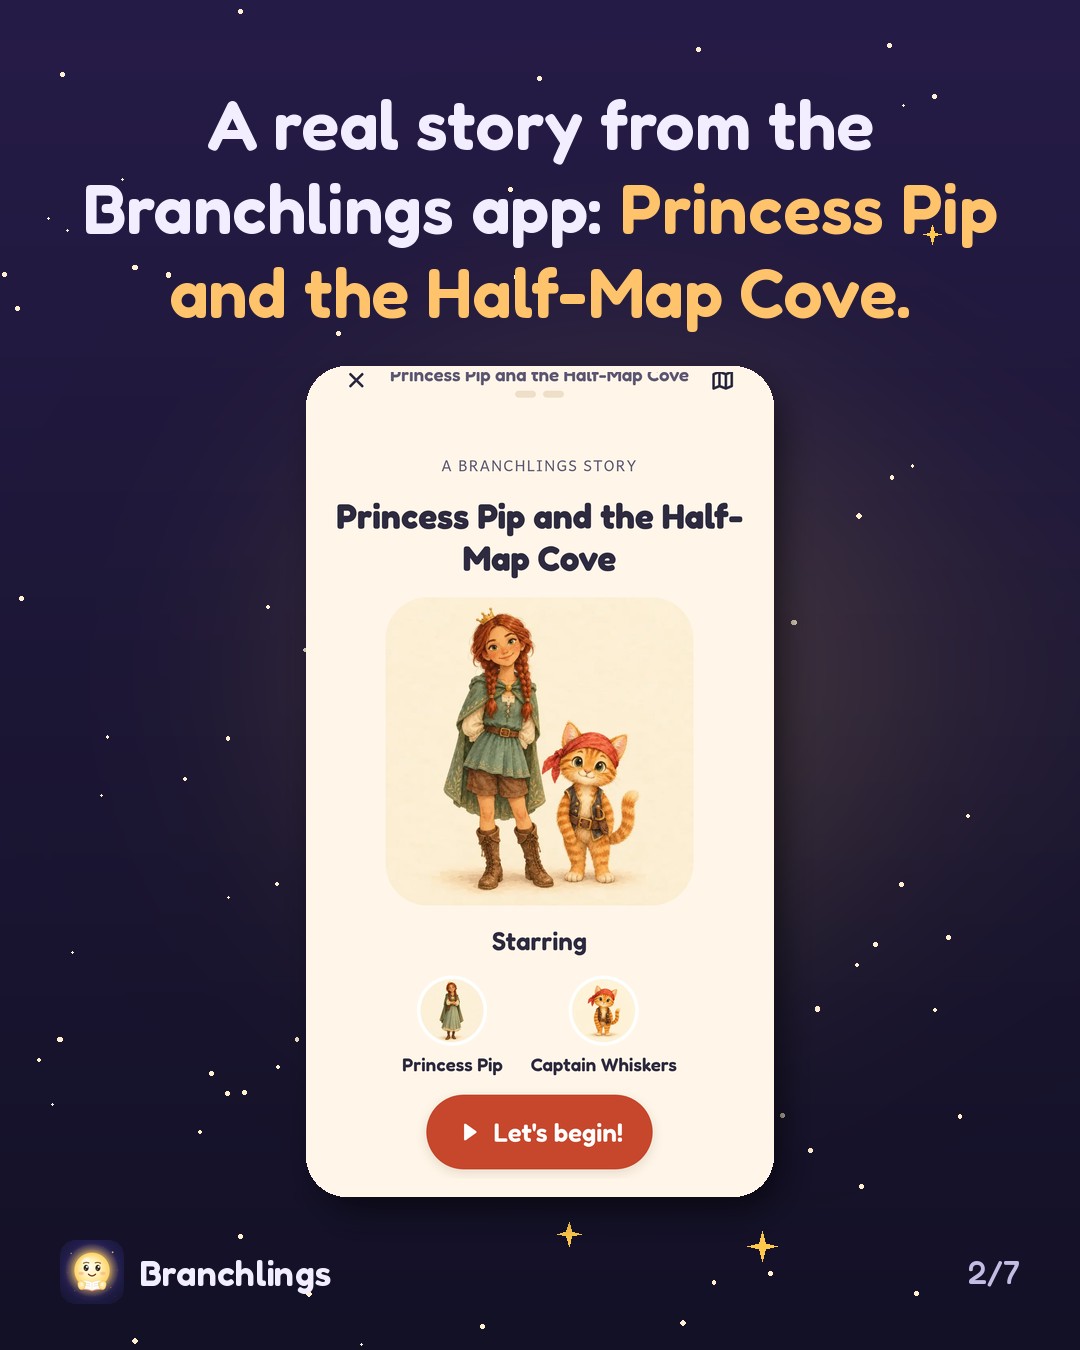 A real story from the
Branchlings app: Princess Pip
and the Half-Map Cove.
Princess Pip and the Half-Map Cove
A BRANCHLINGS STORY
Princess Pip and the Half-
Map Cove
Starring
Princess Pip
Captain Whiskers
Let's begin!
Branchlings
2/7